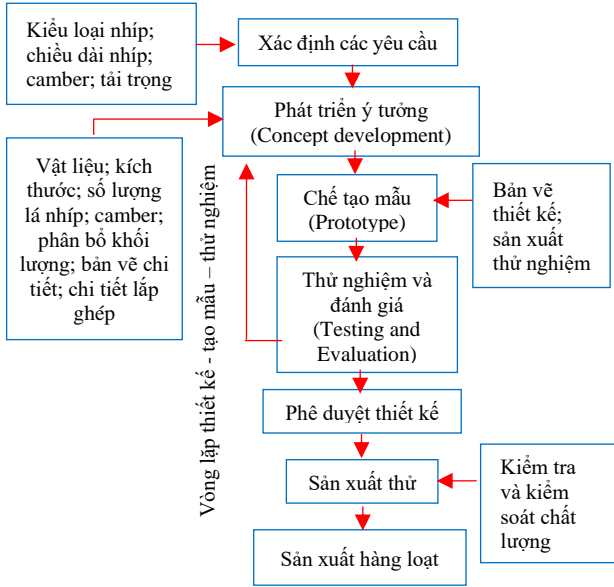 Kiểu loại nhíp;
chiều dài nhíp;
camber; tải trọng
Xác định các yêu cầu
Phát triển ý tưởng
(Concept development)
Vật liệu; kích
thước; số lượng
lá nhíp; camber;
phân bổ khối
lượng; bản vẽ chi
tiết; chi tiết lắp
ghép
Vòng lặp thiết kế - tạo mẫu – thử nghiệm
Chế tạo mẫu
(Prototype)
Bản vẽ
thiết kế;
sản xuất
thử nghiệm
Thử nghiệm và
đánh giá
(Testing and
Evaluation)
Phê duyệt thiết kế
Sản xuất thử
Kiểm tra
và kiểm
soát chất
lượng
Sản xuất hàng loạt